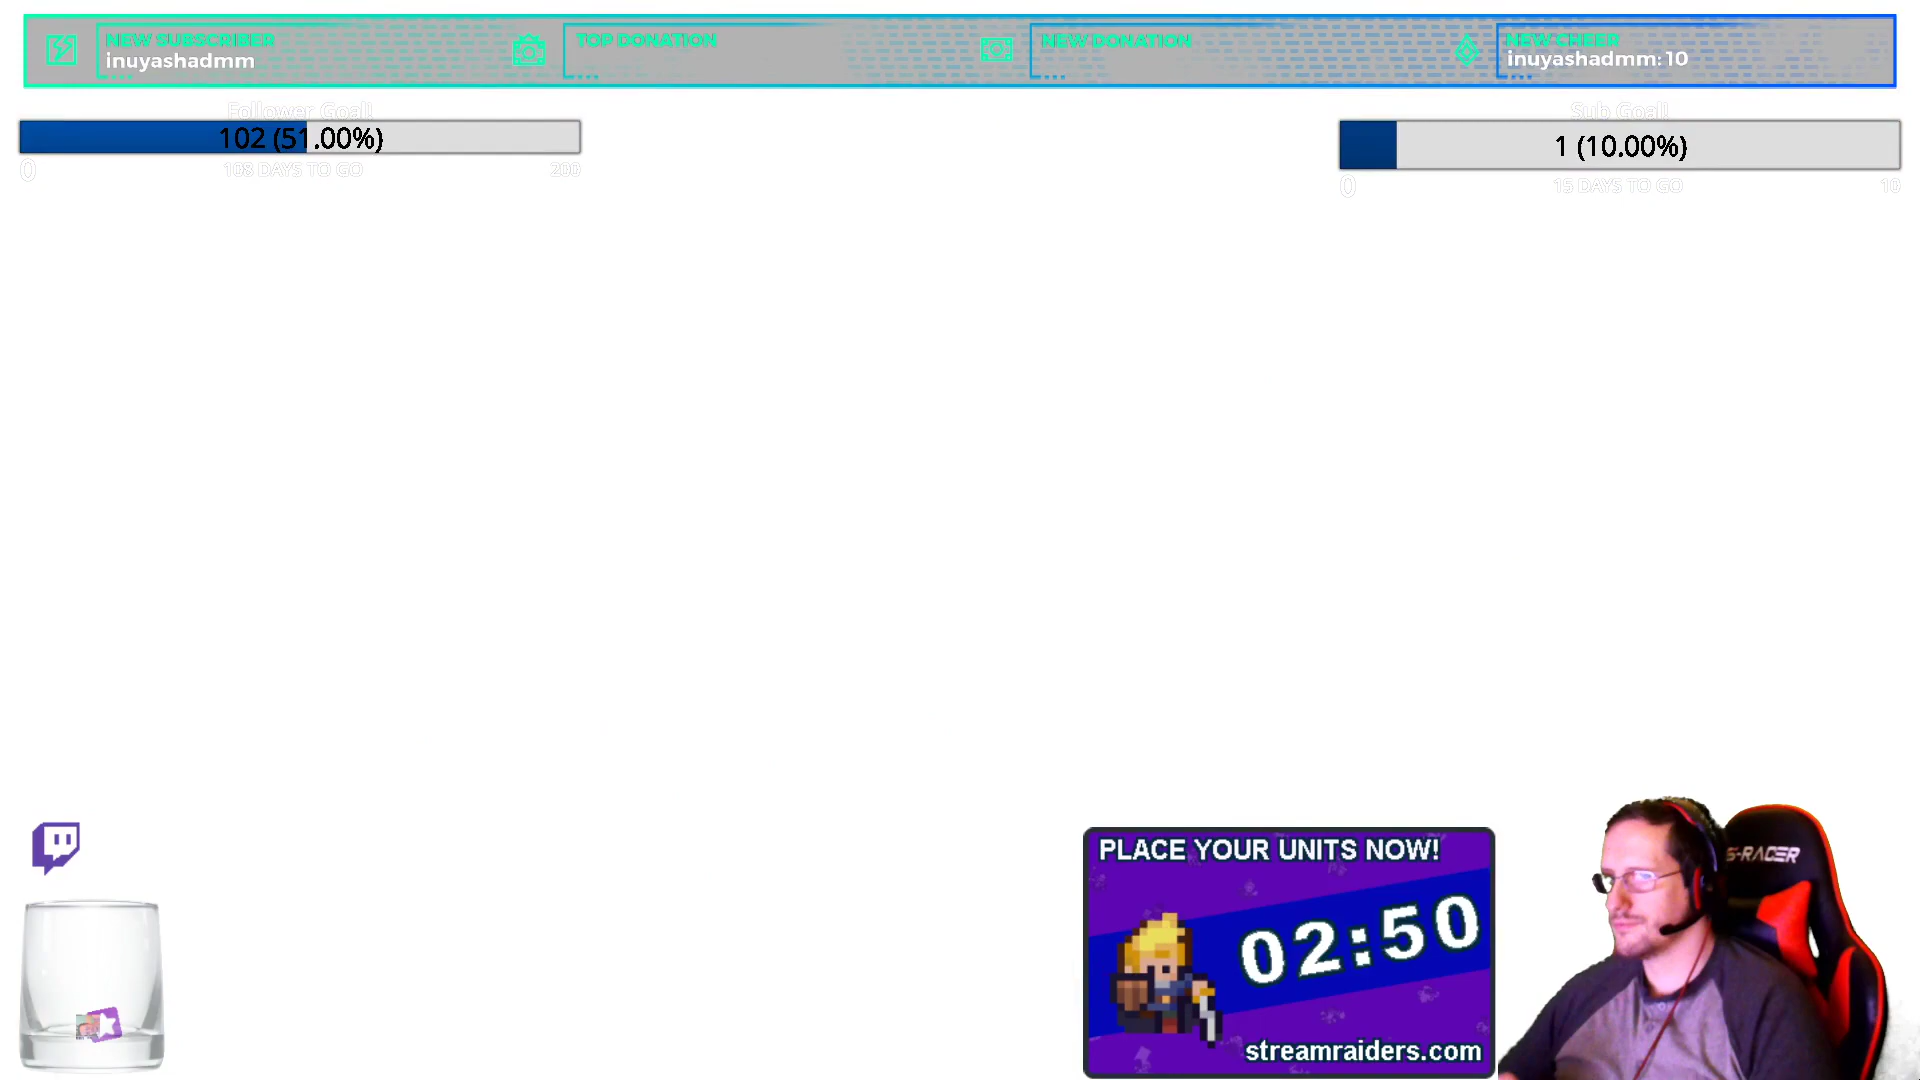 NEW SUBSCRIBER
inuyashadmm
TOP DONATION
NEW DONATION
NEW CHEER
inuyashadmm: 10
Follower Goal!
102 (51.00%)
0
108 DAYS TO GO
200
Sub Goal!
1 (10.00%)
0
15 DAYS TO GO
10
PLACE YOUR UNITS NOW!
02:50
streamraiders.com
S-RACER